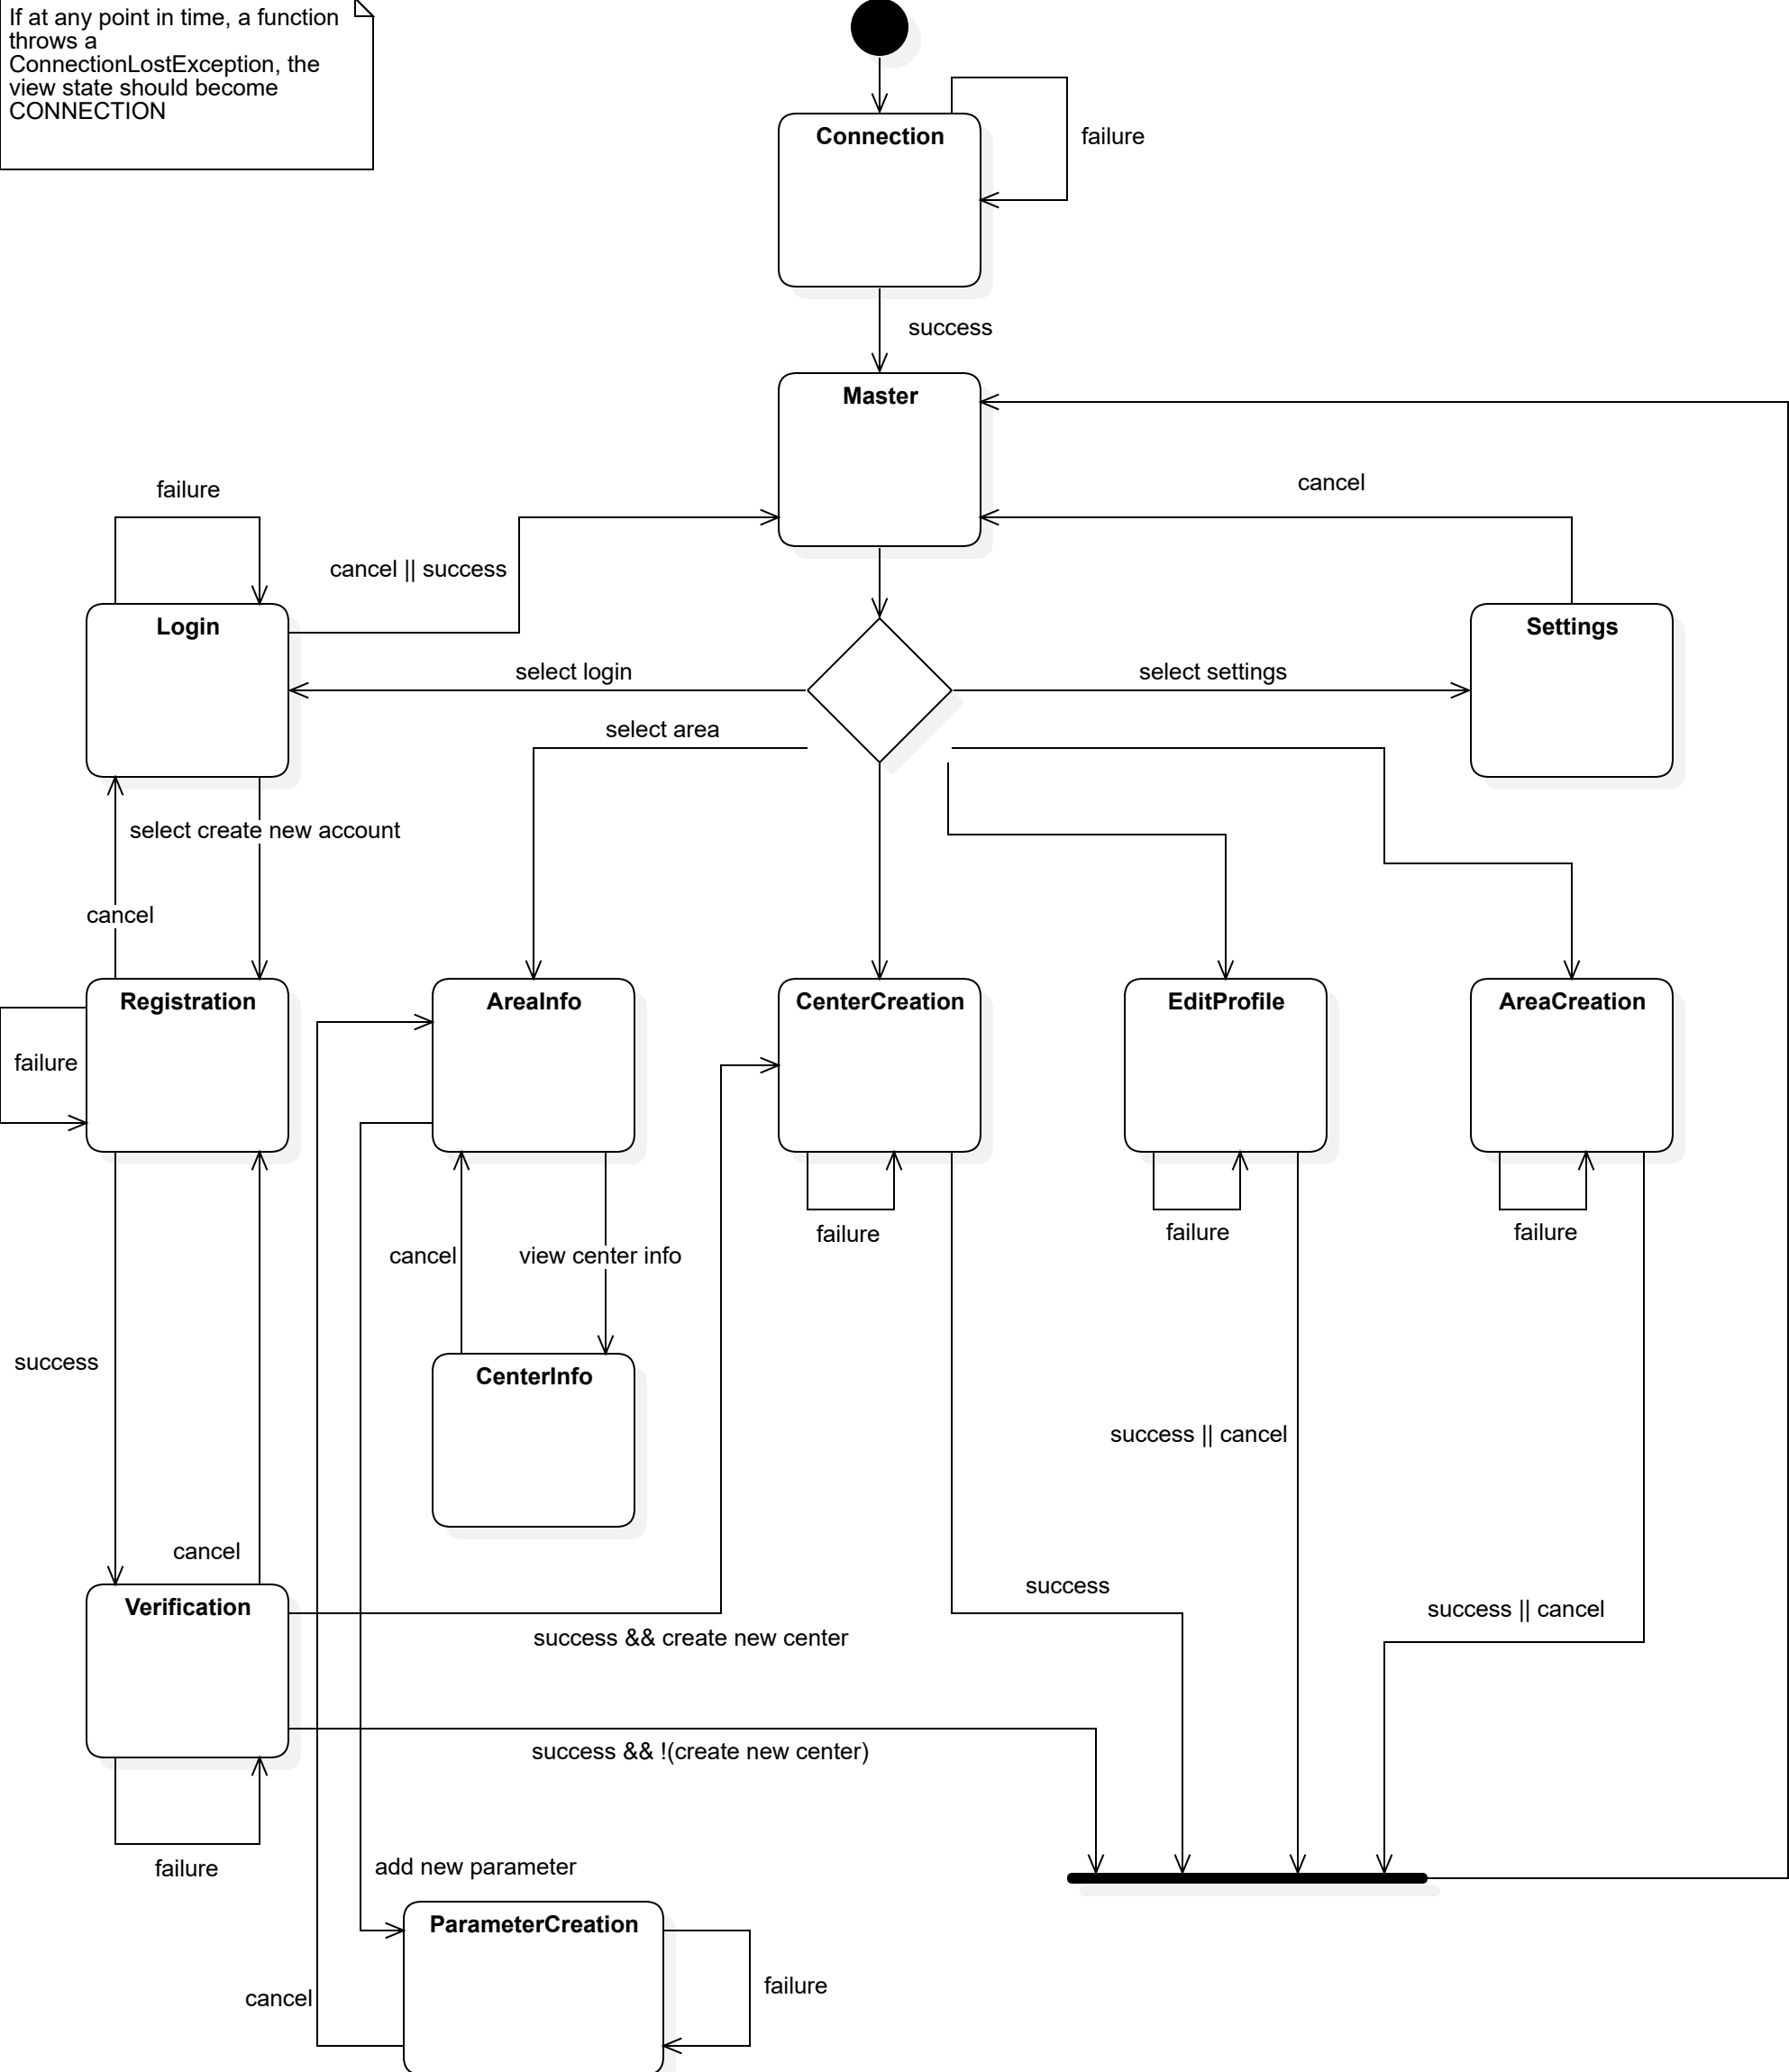 If at any point in time, a function
throws a
ConnectionLostException, the
view state should become
CONNECTION
Connection
failure
success
Master
failure
cancel
cancel || success
Login
Settings
select login
select settings
select area
select create new account
cancel
Registration
AreaInfo
CenterCreation
EditProfile
AreaCreation
failure
failure
failure
failure
cancel
view center info
success
CenterInfo
success || cancel
cancel
success
Verification
success || cancel
success && create new center
success && !(create new center)
failure
add new parameter
ParameterCreation
failure
cancel